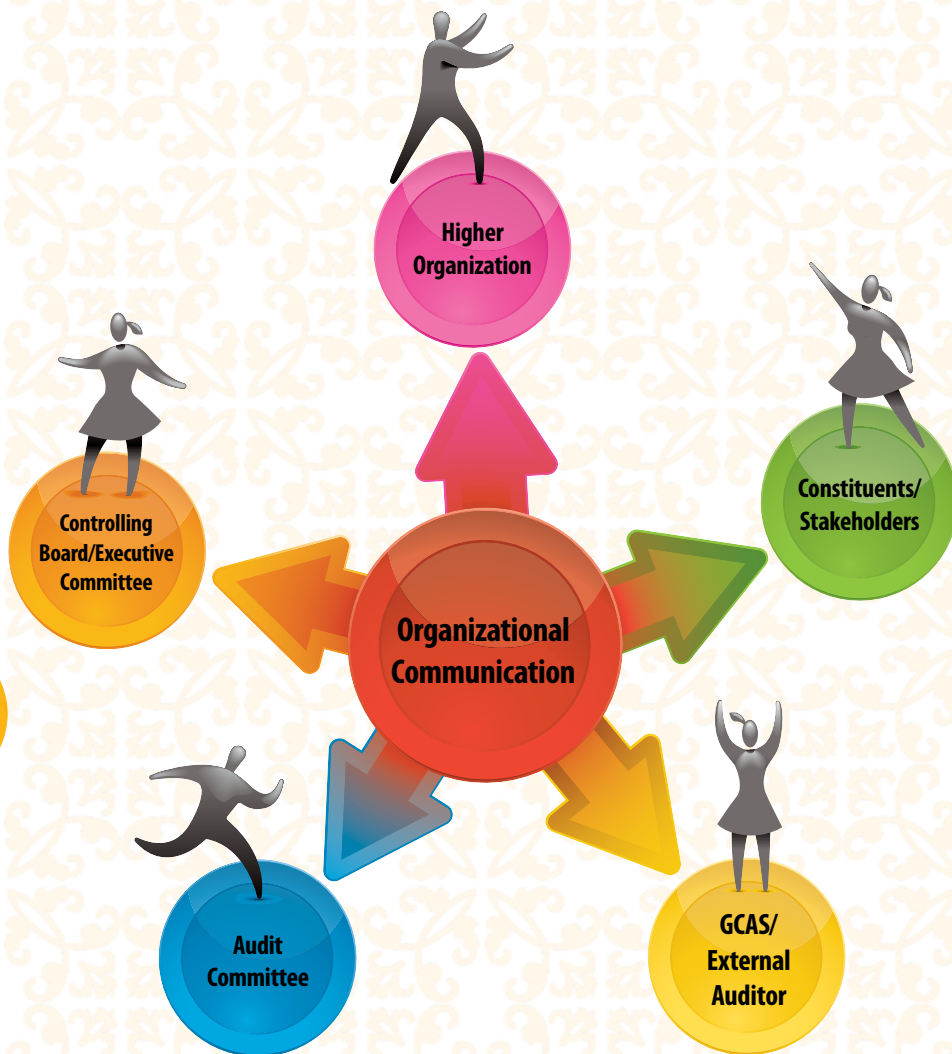 Higher
Organization
Constituents/
Stakeholders
Controlling
Board/Executive
Committee
Organizational
Communication
Audit
Committee
GCAS/
External
Auditor